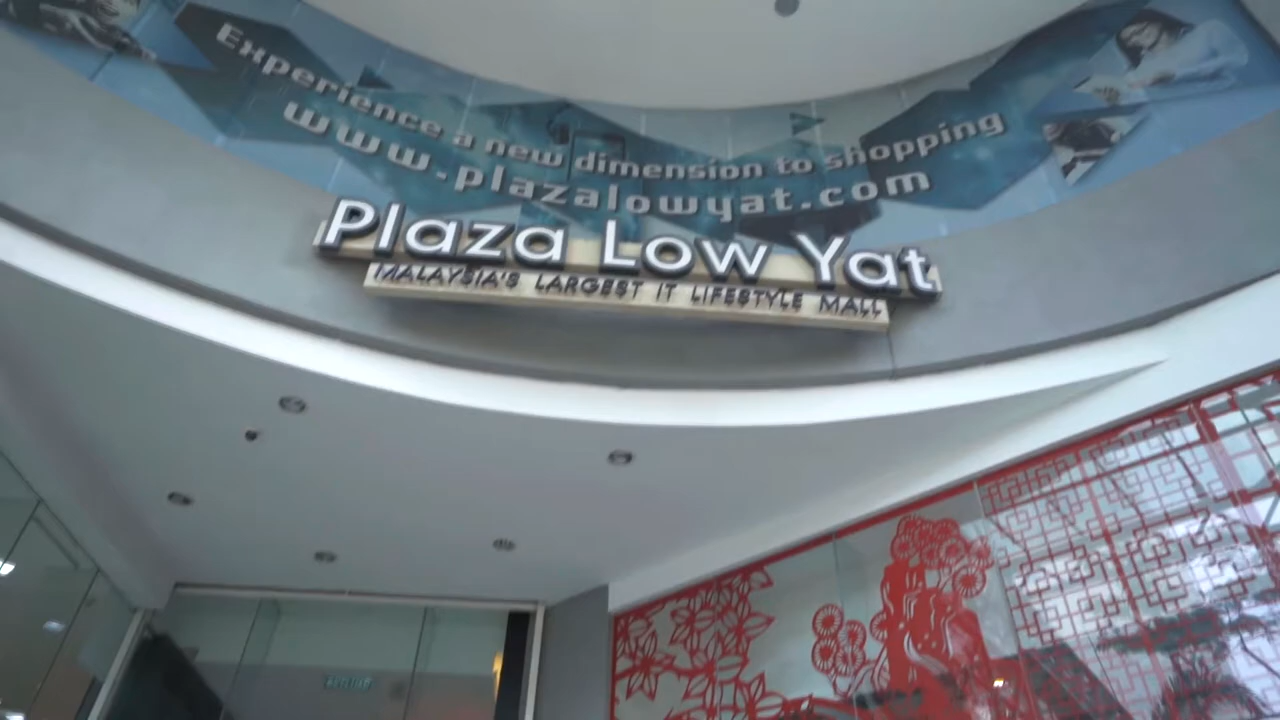 Experience a new dimension to shopping
www.plazalowyat.com
Plaza Low Yat
MALAYSIA'S LARGEST IT LIFESTYLE MALL